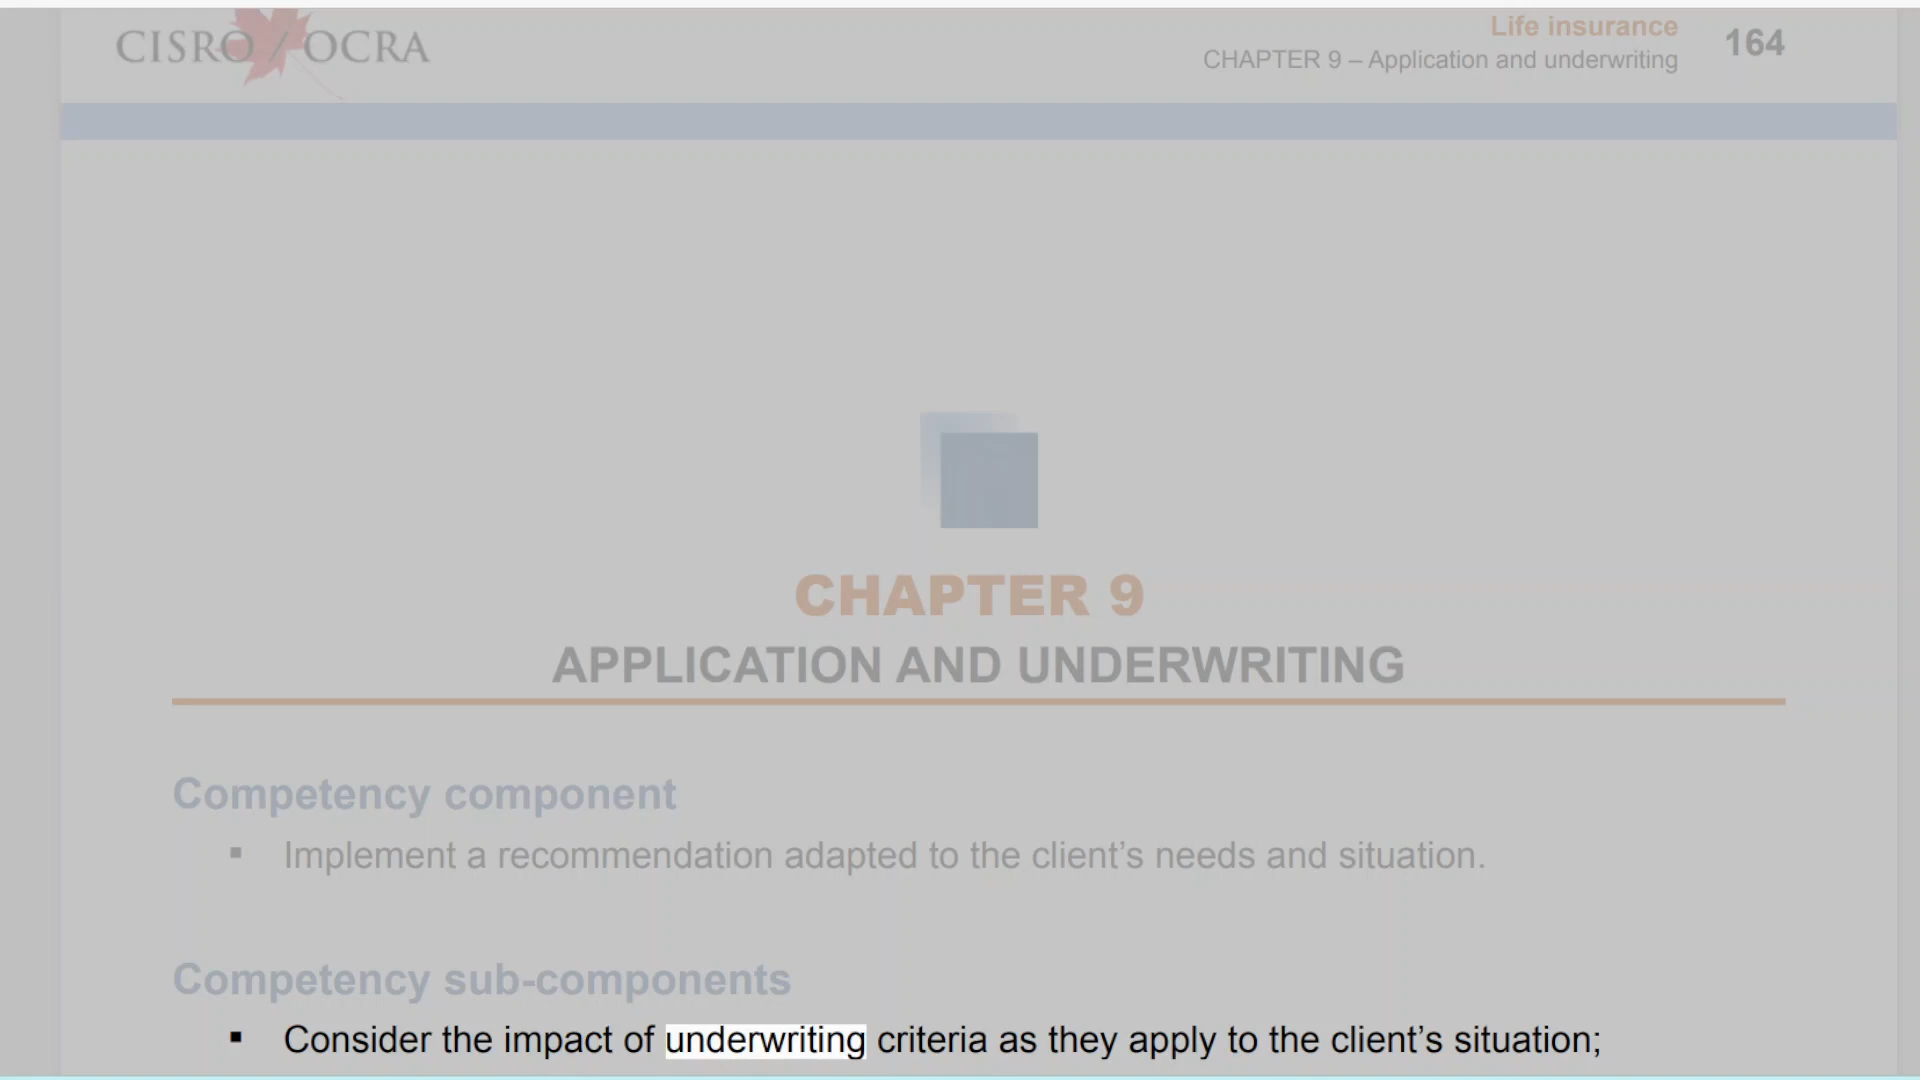 CISRO / OCRA
Life insurance
CHAPTER 9 – Application and underwriting
164
CHAPTER 9
APPLICATION AND UNDERWRITING
Competency component
▪ Implement a recommendation adapted to the client’s needs and situation.
Competency sub-components
▪ Consider the impact of underwriting criteria as they apply to the client’s situation;